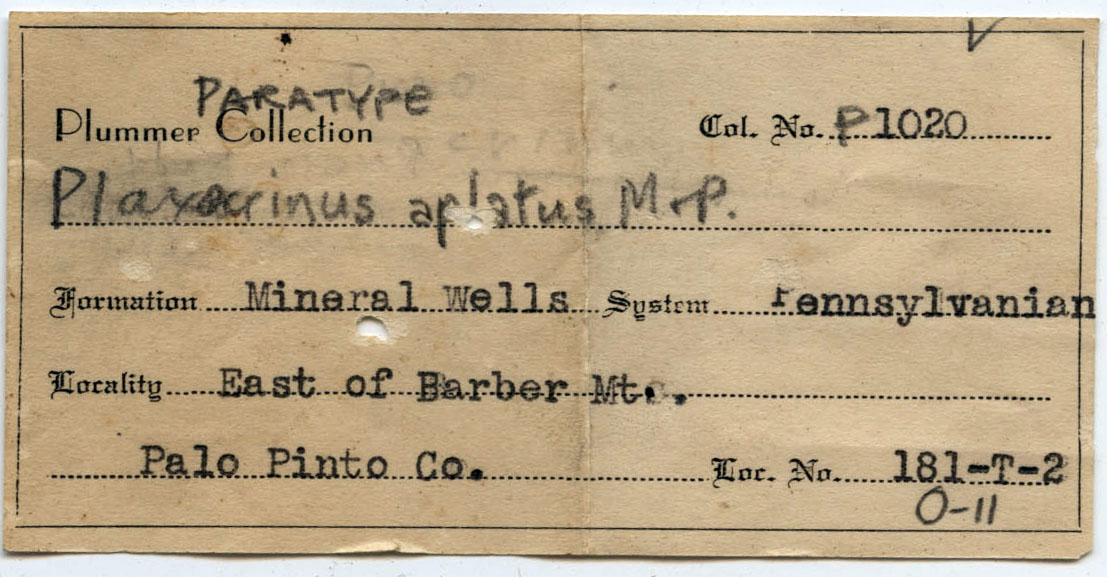 PARATYPE
Plummer Collection Col. No. P1020
Plaxocrinus aplatus M+P.
Formation Mineral Wells System Pennsylvanian
Locality East of Barber Mt.,
Palo Pinto Co. Loc. No. 181-T-2
O-11